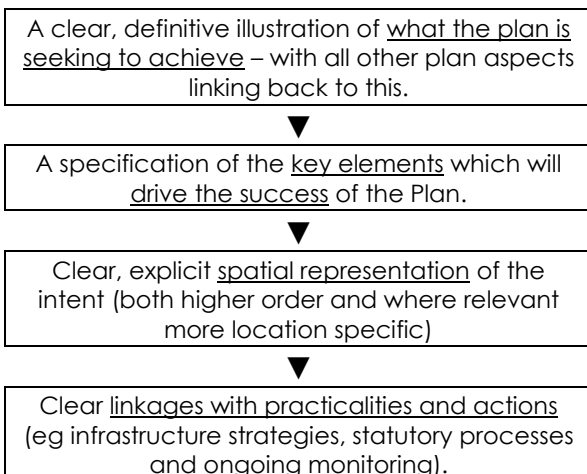 A clear, definitive illustration of what the plan is
seeking to achieve – with all other plan aspects
linking back to this.
A specification of the key elements which will
drive the success of the Plan.
Clear, explicit spatial representation of the
intent (both higher order and where relevant
more location specific)
Clear linkages with practicalities and actions
(eg infrastructure strategies, statutory processes
and ongoing monitoring).